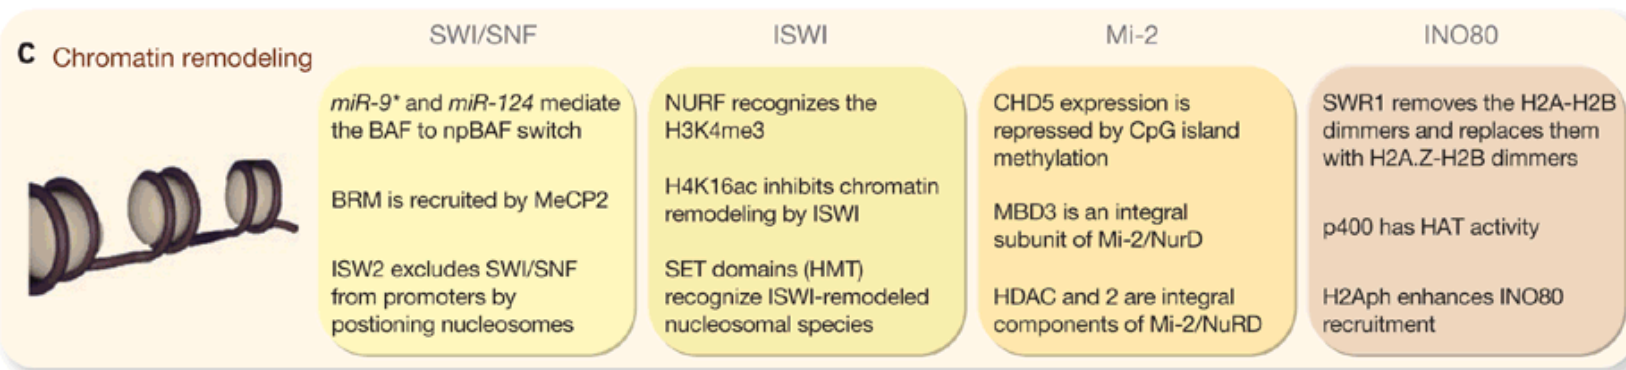 C Chromatin remodeling
SWI/SNF
miR-9* and miR-124 mediate
the BAF to npBAF switch
BRM is recruited by MeCP2
ISW2 excludes SWI/SNF
from promoters by
postioning nucleosomes
ISWI
NURF recognizes the
H3K4me3
H4K16ac inhibits chromatin
remodeling by ISWI
SET domains (HMT)
recognize ISWI-remodeled
nucleosomal species
Mi-2
CHD5 expression is
repressed by CpG island
methylation
MBD3 is an integral
subunit of Mi-2/NurD
HDAC and 2 are integral
components of Mi-2/NuRD
INO80
SWR1 removes the H2A-H2B
dimmers and replaces them
with H2A.Z-H2B dimmers
p400 has HAT activity
H2Aph enhances INO80
recruitment